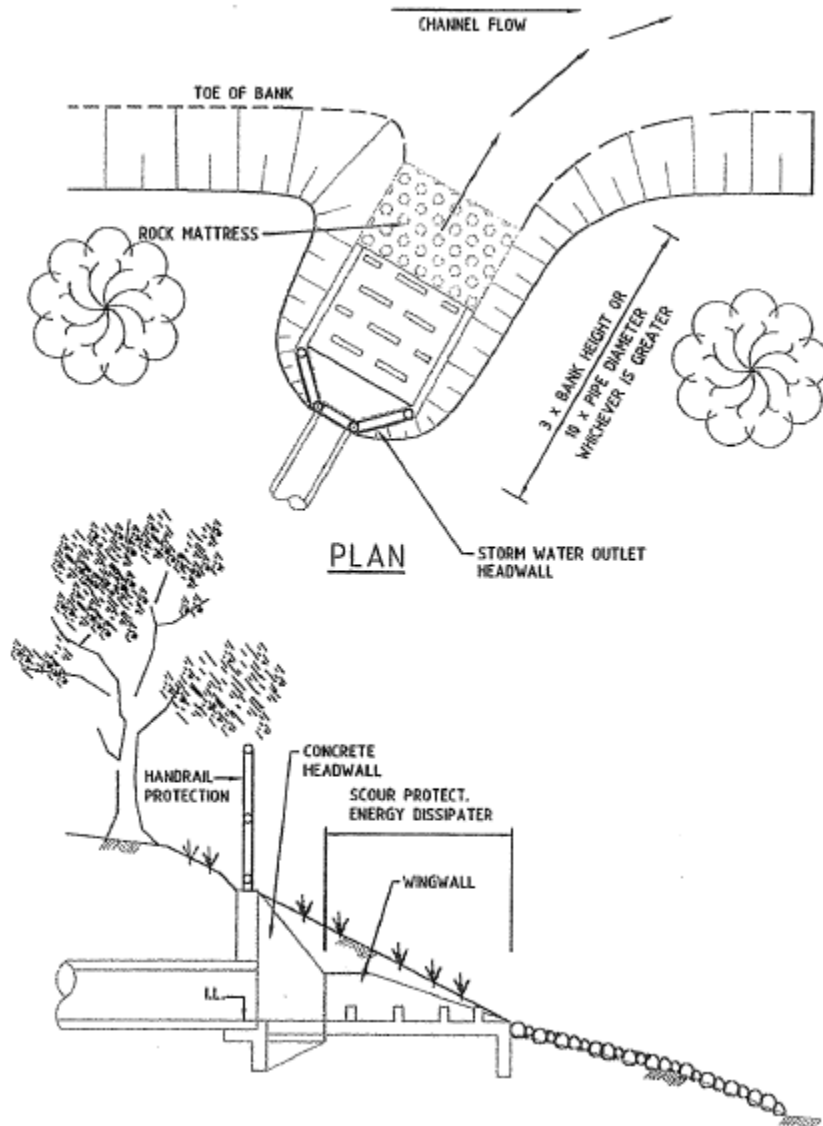 CHANNEL FLOW
TOE OF BANK
ROCK MATTRESS
3 x BANK HEIGHT OR
10 x PIPE DIAMETER
WHICHEVER IS GREATER
PLAN
STORM WATER OUTLET
HEADWALL
CONCRETE
HEADWALL
HANDRAIL
PROTECTION
SCOUR PROTECT.
ENERGY DISSIPATER
WINGWALL
I.L.